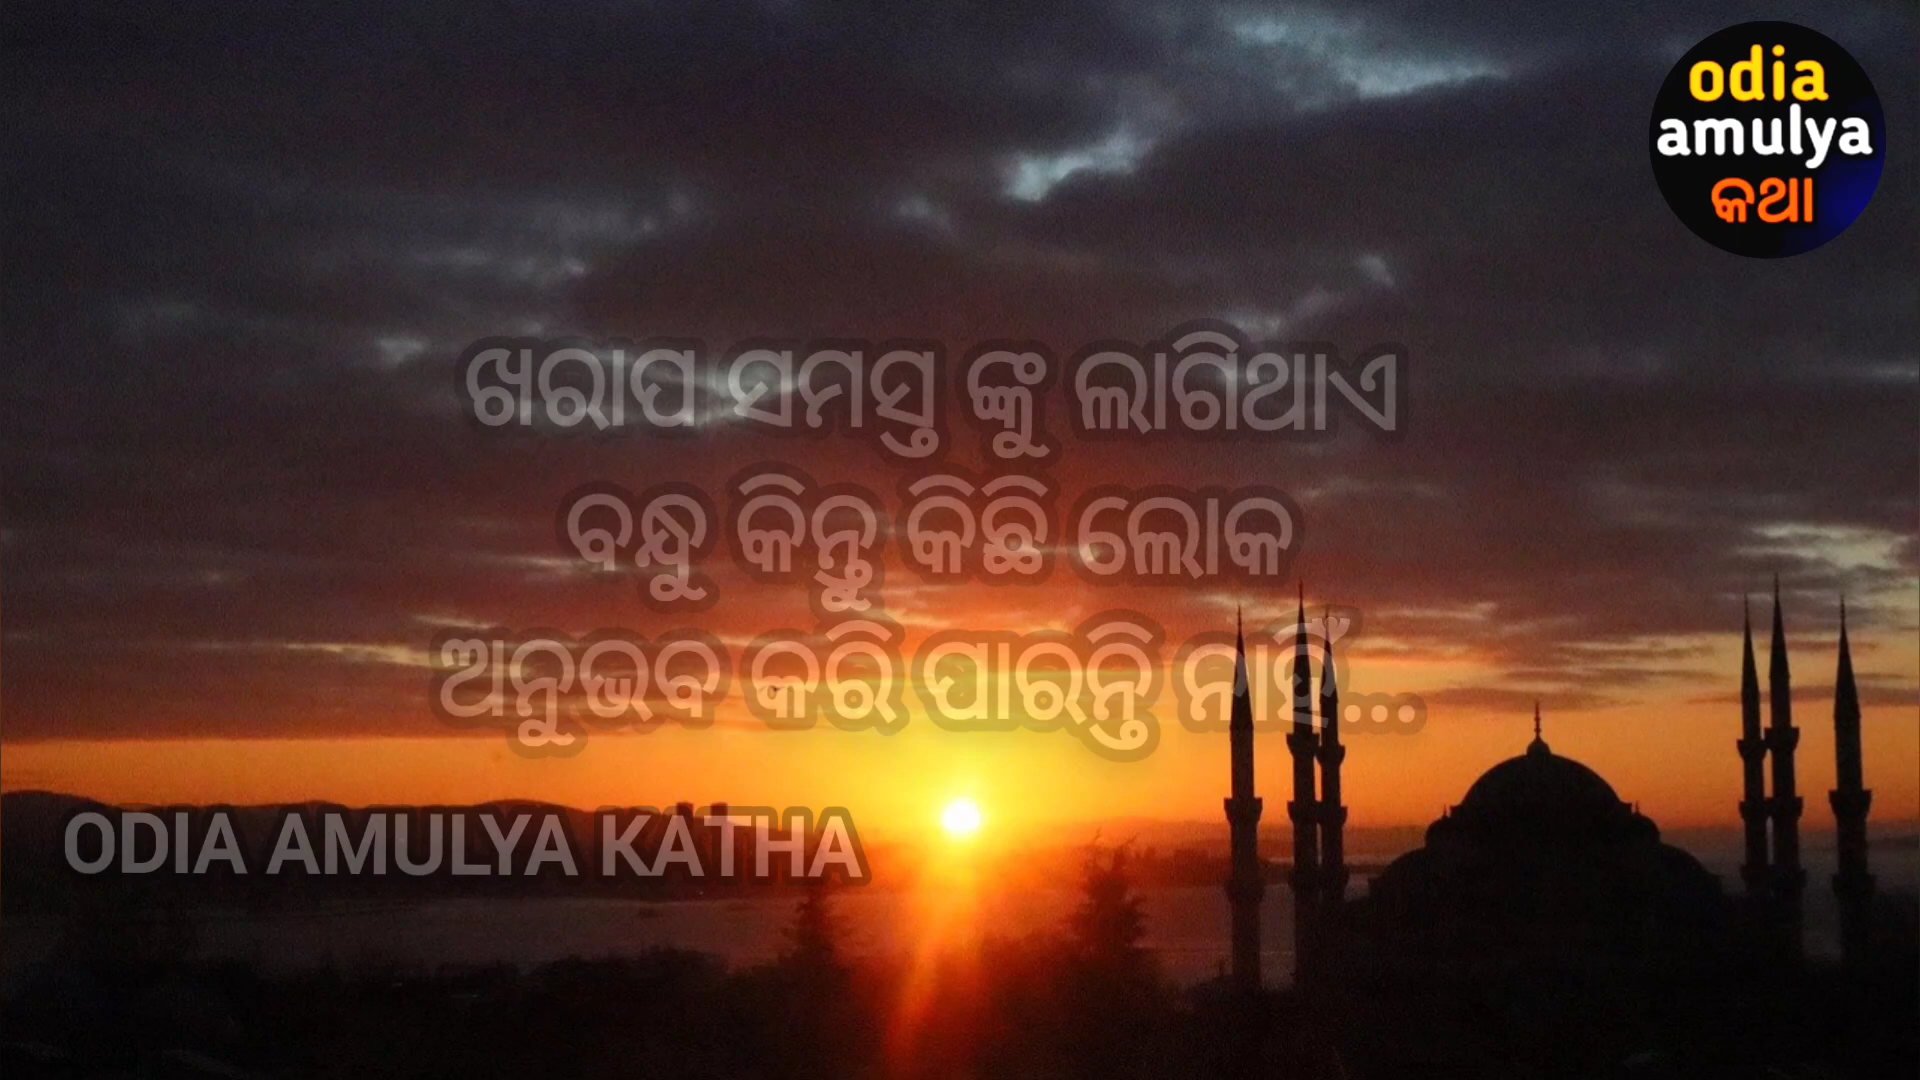 odia
amulya
କଥା
ଖରାପ ସମସ୍ତ ଙ୍କୁ ଲାଗିଥାଏ
ବନ୍ଧୁ କିନ୍ତୁ କିଛି ଲୋକ
ଅନୁଭବ କରି ପାରନ୍ତି ନାହିଁ...
ODIA AMULYA KATHA